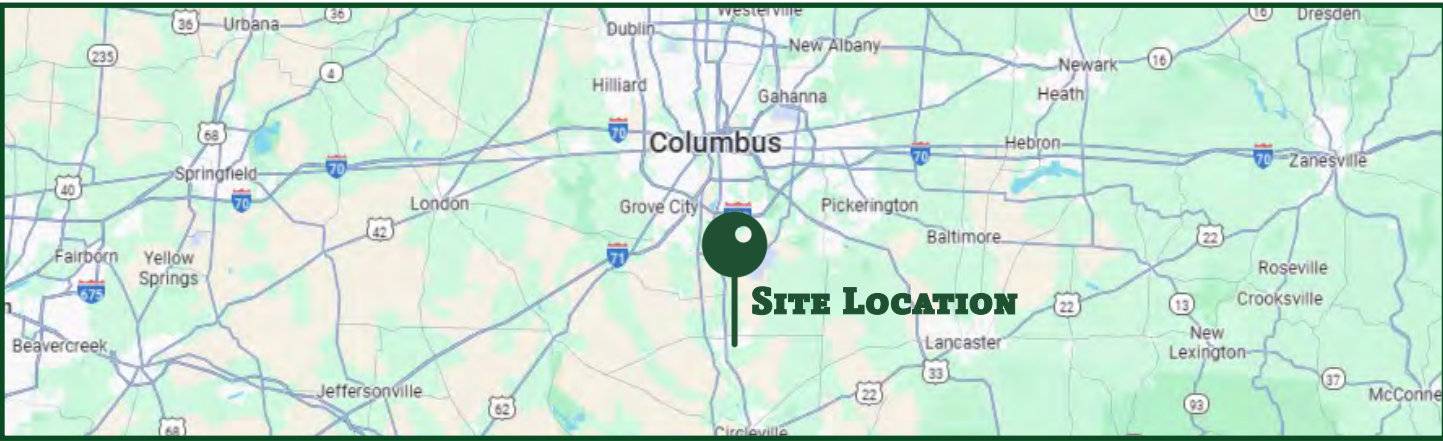 Westerville
36
16
Dresden
36
Urbana
Dublin
New Albany
235
4
Newark
16
Hilliard
Gahanna
Heath
68
70
Columbus
Hebron
70
70
70
Zanesville
Springfield
40
70
London
Grove City
Pickerington
42
Baltimore
22
Fairborn
Yellow
Springs
71
Roseville
675
Site Location
Crooksville
22
13
New
Lexington
Beavercreek
Lancaster
33
Jeffersonville
37
62
22
McConne
93
68
Circleville